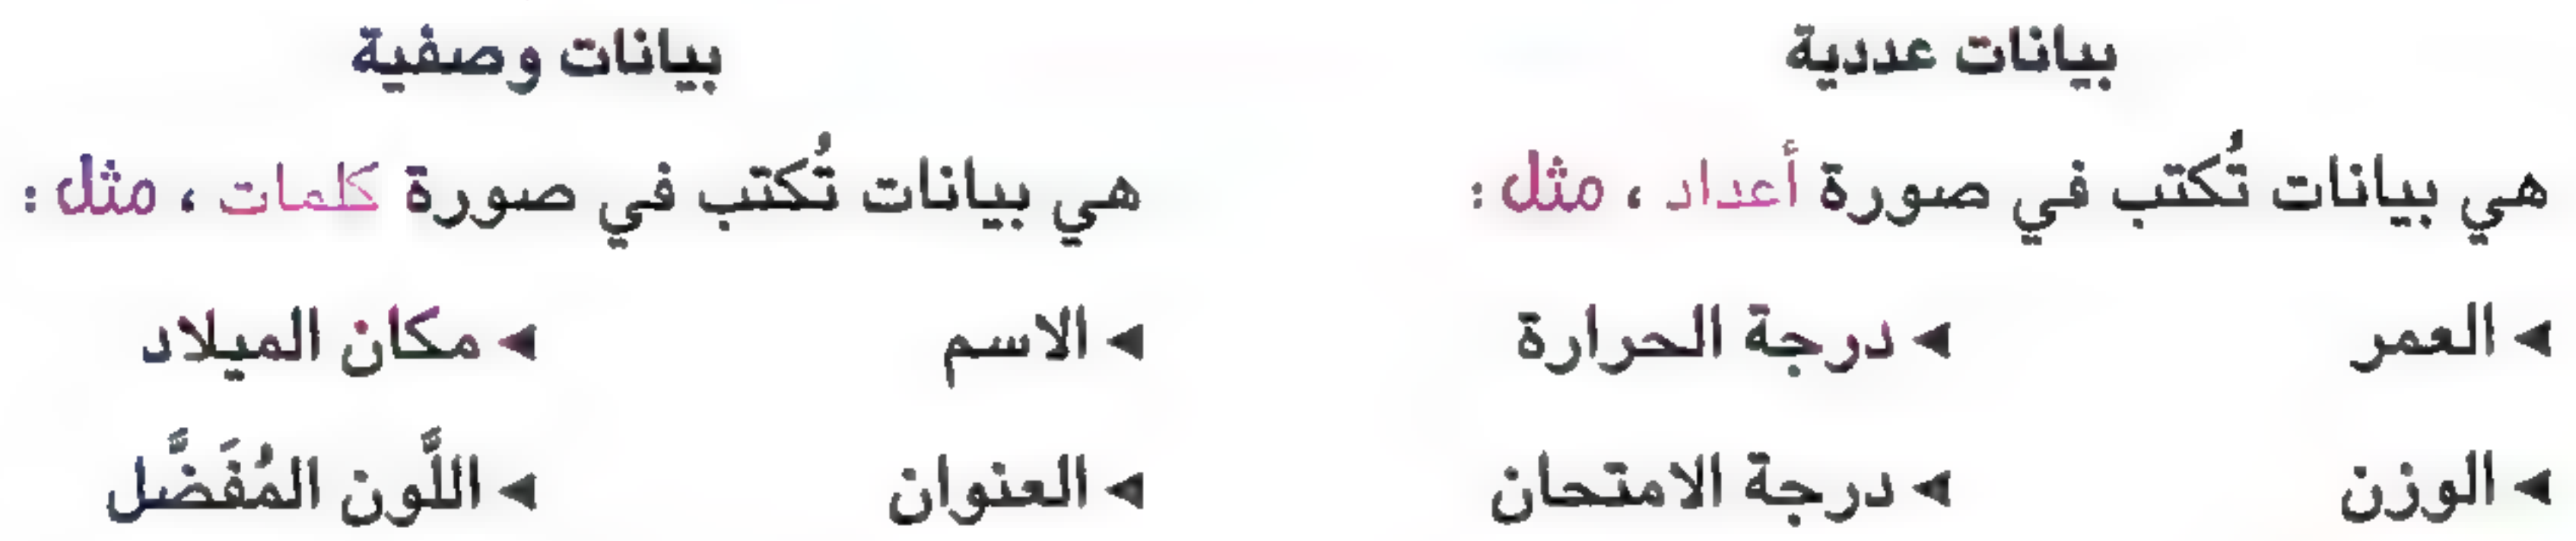 بيانات عددية
هي بيانات تُكتب في صورة أعداد ، مثل :
◄ العمر ◄ درجة الحرارة
◄ الوزن ◄ درجة الامتحان
بيانات وصفية
هي بيانات تُكتب في صورة كلمات ، مثل :
◄ الاسم ◄ مكان الميلاد
◄ العنوان ◄ اللَّون المُفَضَّل